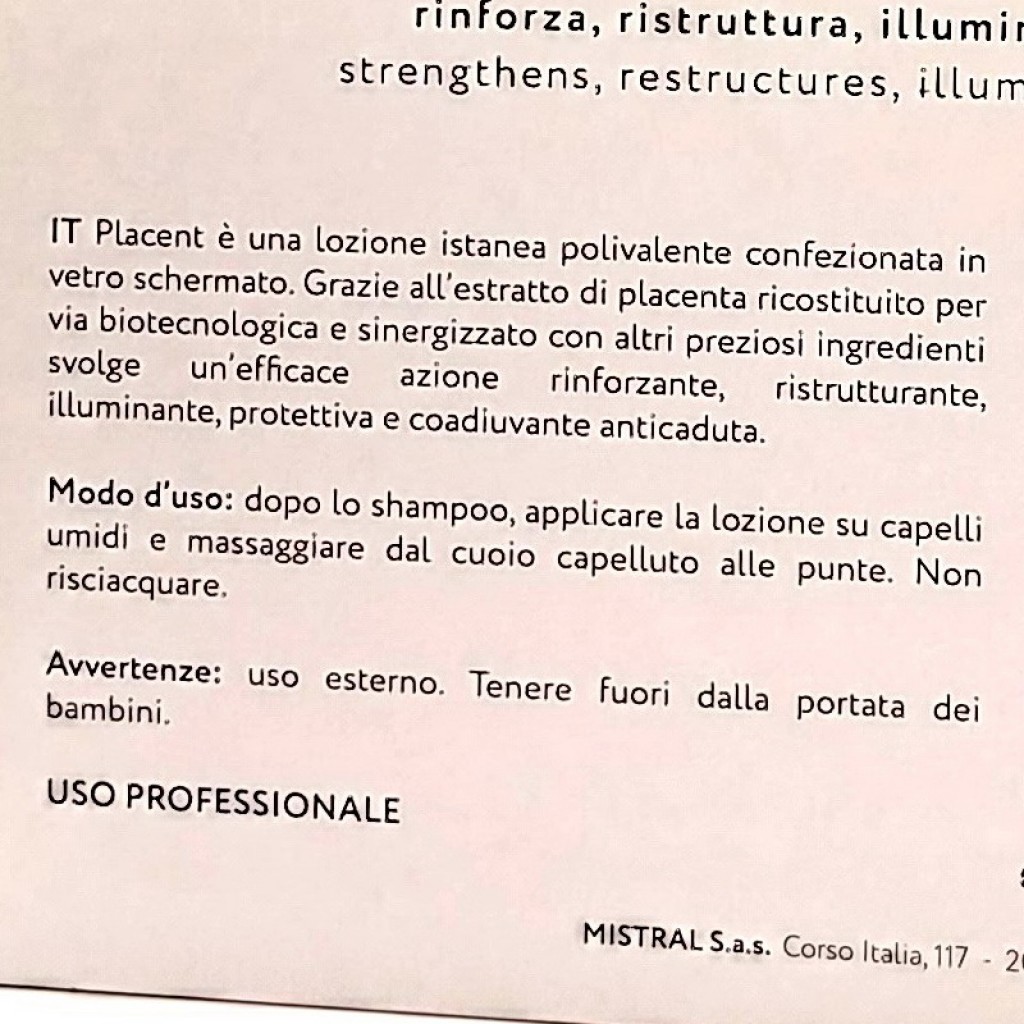 rinforza, ristruttura,
strengthens, restructures,
IT Placent è una lozione istanea polivalente confezionata in
vetro schermato. Grazie all'estratto di placenta ricostituito per
via biotecnologica e sinergizzato con altri preziosi ingredienti
svolge un'efficace azione rinforzante, ristrutturante,
illuminante, protettiva e coadiuvante anticaduta.
Modo d'uso: dopo lo shampoo, applicare la lozione su capelli
umidi e massaggiare dal cuoio capelluto alle punte. Non
risciacquare.
Avvertenze: uso esterno. Tenere fuori dalla portata dei
bambini.
USO PROFESSIONALE
MISTRAL S.a.s. Corso Italia, 117 -